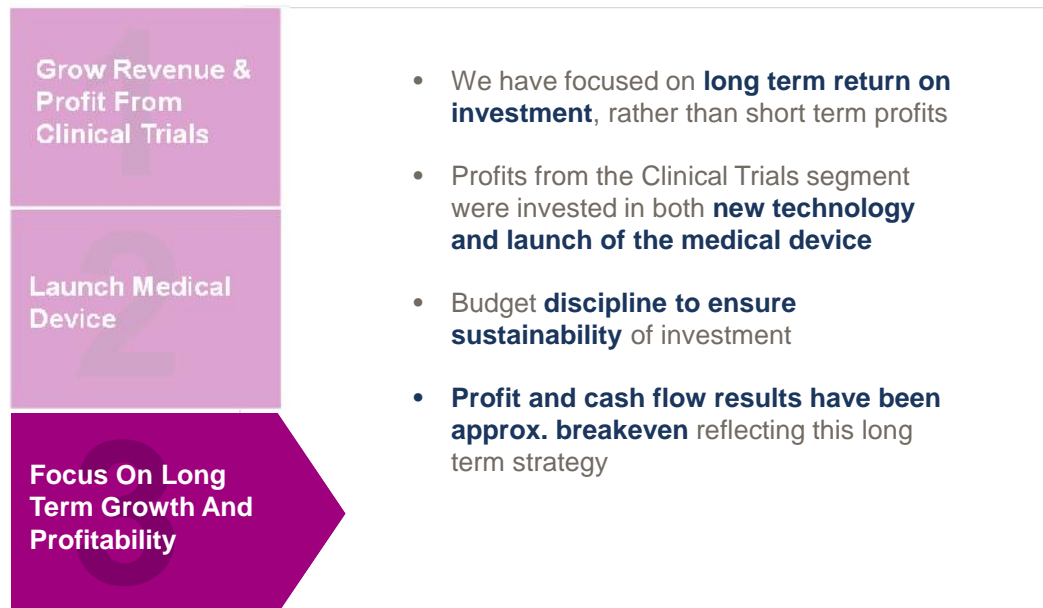 1
Grow Revenue &
Profit From
Clinical Trials
2
Launch Medical
Device
3
Focus On Long
Term Growth And
Profitability
• We have focused on long term return on
investment, rather than short term profits
• Profits from the Clinical Trials segment
were invested in both new technology
and launch of the medical device
• Budget discipline to ensure
sustainability of investment
• Profit and cash flow results have been
approx. breakeven reflecting this long
term strategy